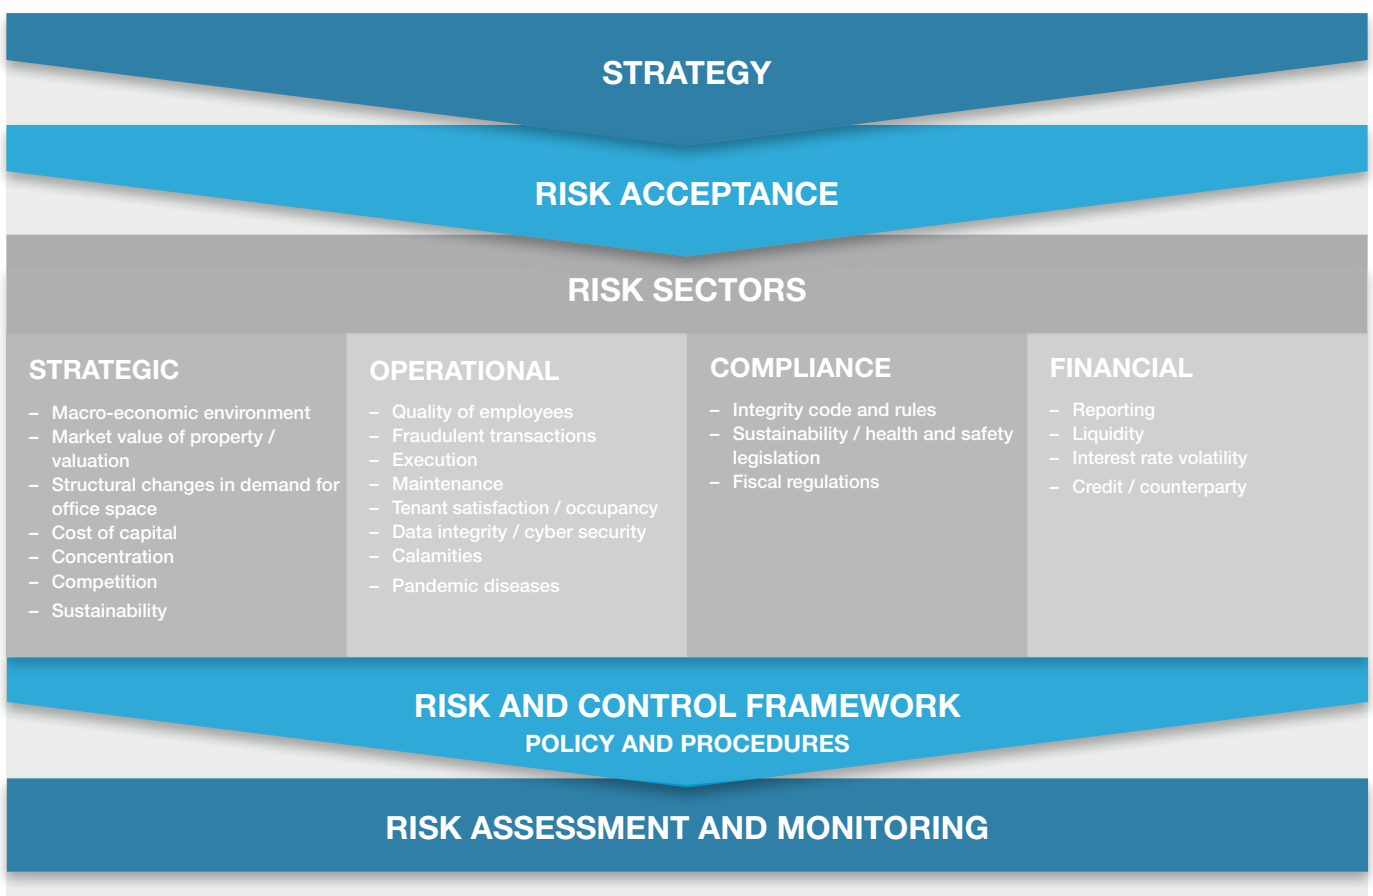 STRATEGY
RISK ACCEPTANCE
RISK SECTORS
STRATEGIC
– Macro-economic environment
– Market value of property /
valuation
– Structural changes in demand for
office space
– Cost of capital
– Concentration
– Competition
– Sustainability
OPERATIONAL
– Quality of employees
– Fraudulent transactions
– Execution
– Maintenance
– Tenant satisfaction / occupancy
– Data integrity / cyber security
– Calamities
– Pandemic diseases
COMPLIANCE
– Integrity code and rules
– Sustainability / health and safety
legislation
– Fiscal regulations
FINANCIAL
– Reporting
– Liquidity
– Interest rate volatility
– Credit / counterparty
RISK AND CONTROL FRAMEWORK
POLICY AND PROCEDURES
RISK ASSESSMENT AND MONITORING